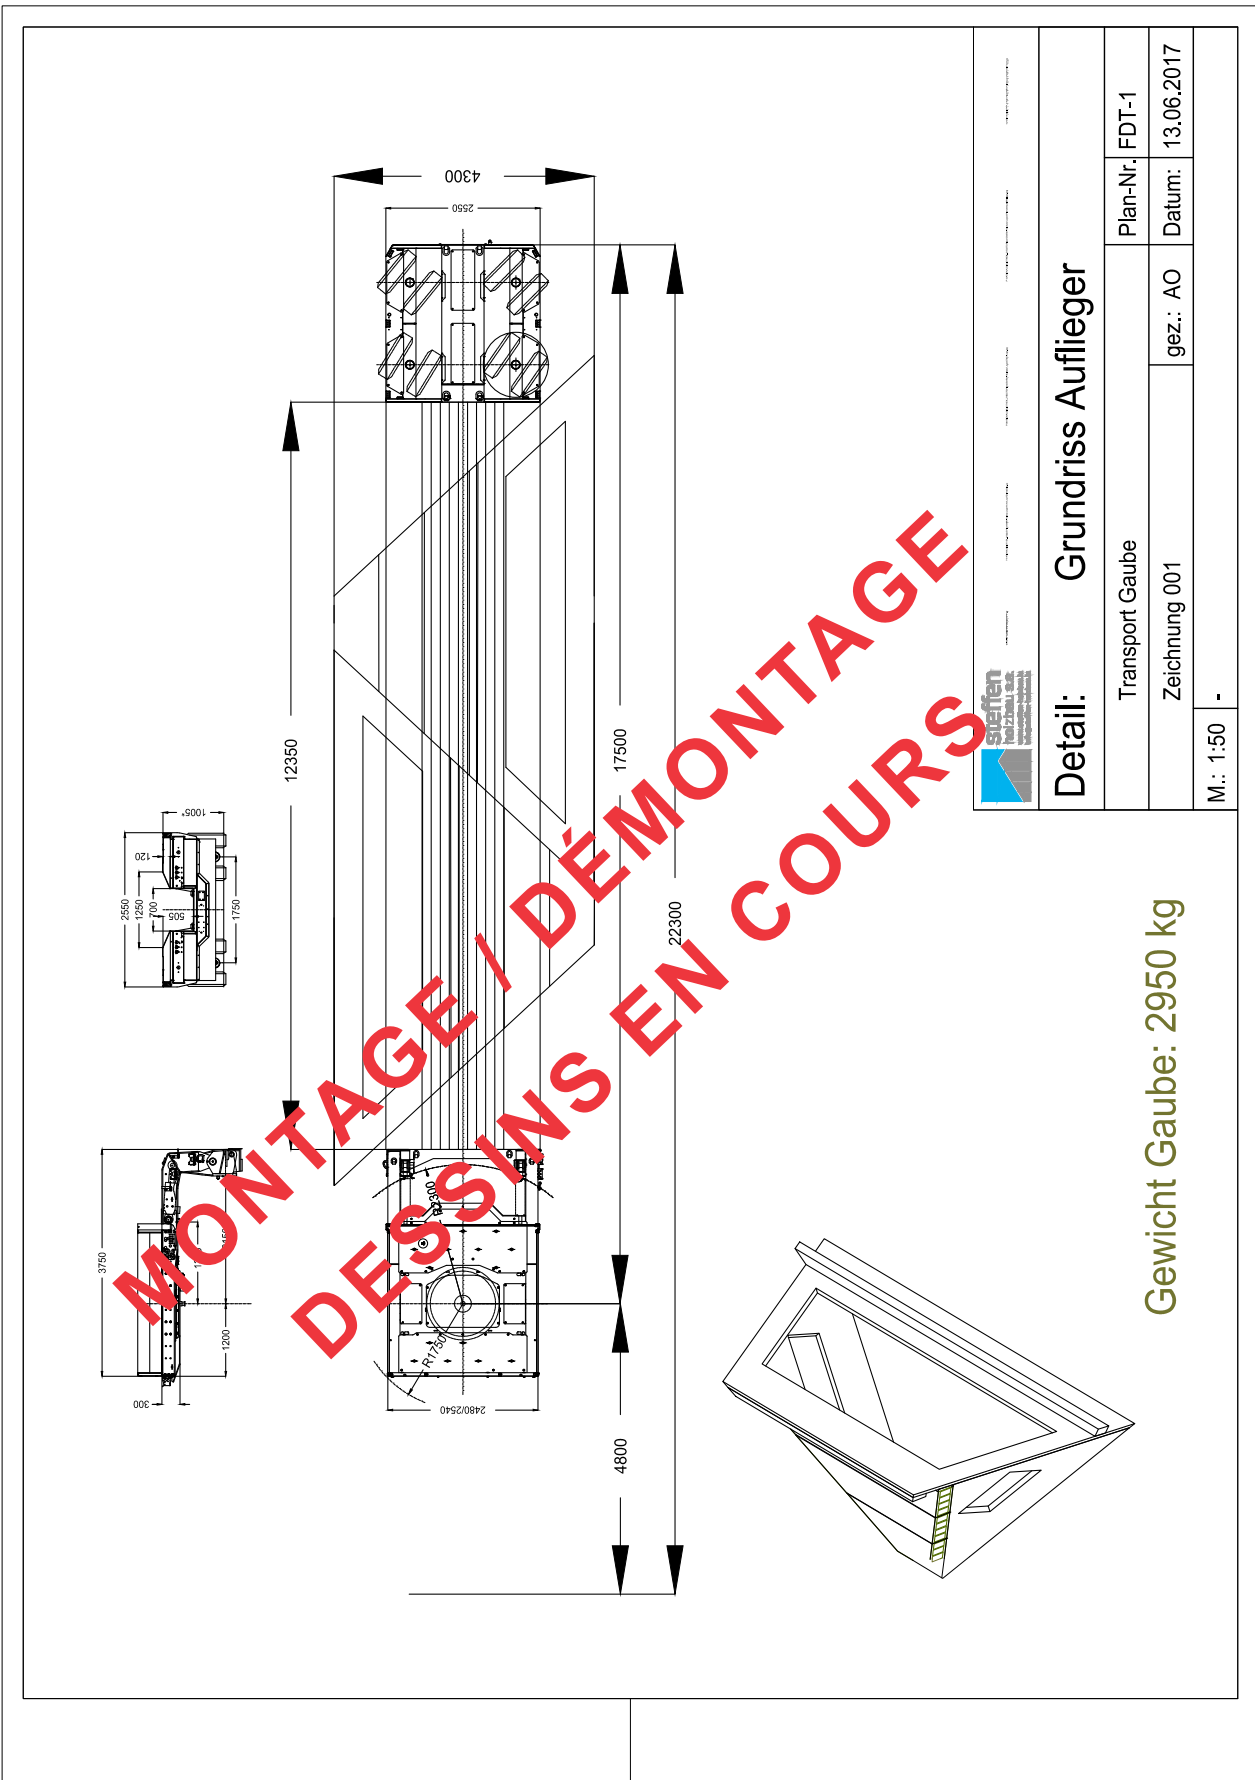 4300
2550
12350
17500
22300
4800
2550
1250
700
505
120
1005*
1750
3750
1200
300
R2300
R1750
2480/2540
MONTAGE / DÉMONTAGE
DESSINS EN COURS
steffen
holzbau s.a.
Detail: Grundriss Auflieger
Transport Gaube Plan-Nr. FDT-1
Zeichnung 001 gez.: AO Datum: 13.06.2017
M.: 1:50 -
Gewicht Gaube: 2950 kg